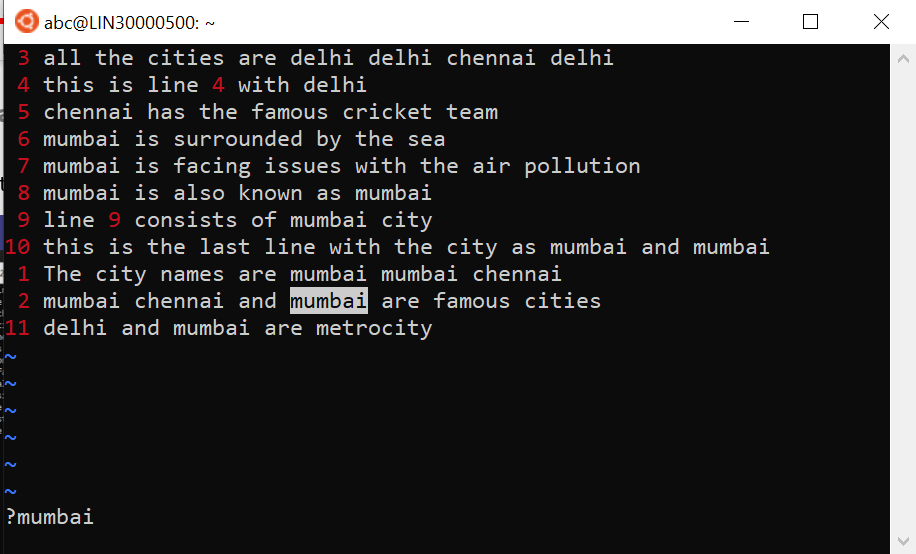 abc@LIN30000500: ~
3 all the cities are delhi delhi chennai delhi
4 this is line 4 with delhi
5 chennai has the famous cricket team
6 mumbai is surrounded by the sea
7 mumbai is facing issues with the air pollution
8 mumbai is also known as mumbai
9 line 9 consists of mumbai city
10 this is the last line with the city as mumbai and mumbai
1 The city names are mumbai mumbai chennai
2 mumbai chennai and mumbai are famous cities
11 delhi and mumbai are metrocity
~
~
~
~
~
~
?mumbai